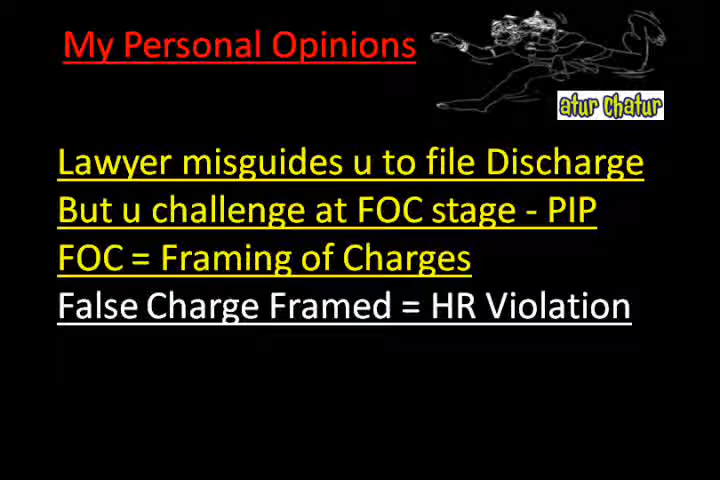 My Personal Opinions
atur chatur
Lawyer misguides u to file Discharge
But u challenge at FOC stage - PIP
FOC = Framing of Charges
False Charge Framed = HR Violation